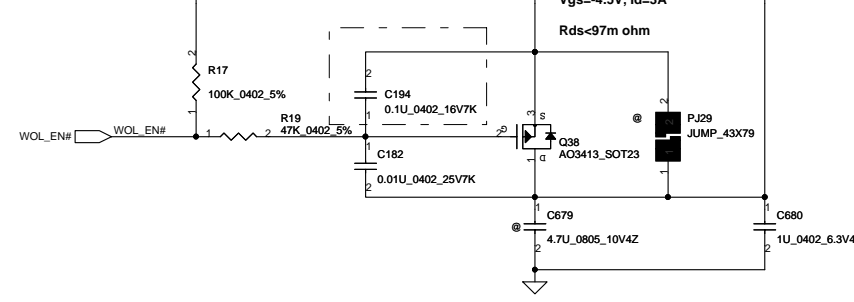 Vgs=-4.5V, Id=3A
Rds<97m ohm
2
R17
100K_0402_5%
1
2
C194
0.1U_0402_16V7K
1
2
@
PJ29
JUMP_43X79
2
1
1
WOL_EN#
WOL_EN#
1
R19
2
47K_0402_5%
3
S
2
G
Q38
AO3413_SOT23
D
1
1
C182
0.01U_0402_25V7K
2
1
C679
@
4.7U_0805_10V4Z
2
1
C680
1U_0402_6.3V4
2